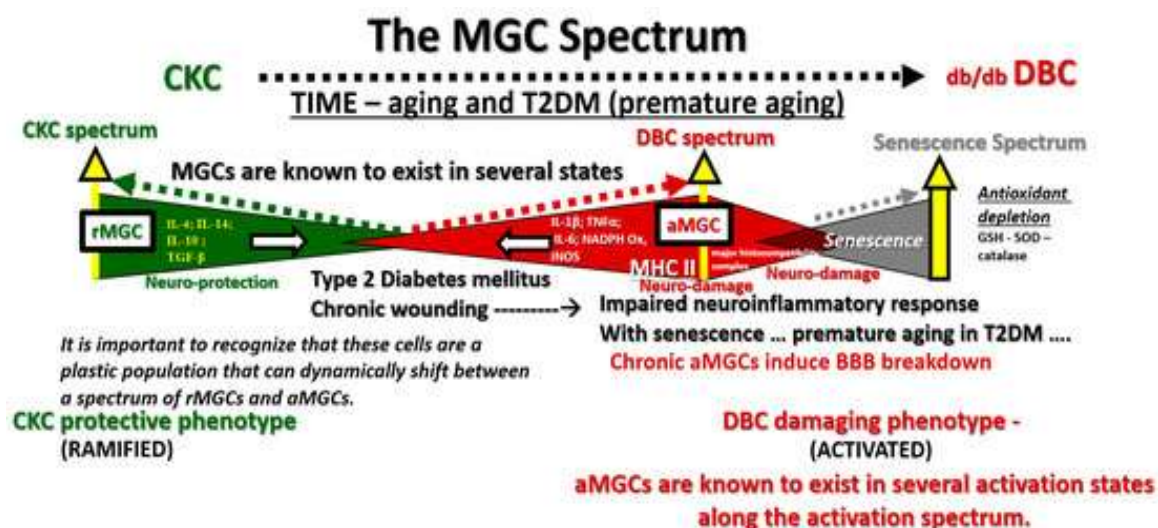 The MGC Spectrum
CKC
db/db DBC
TIME – aging and T2DM (premature aging)
CKC spectrum
DBC spectrum
Senescence Spectrum
MGCs are known to exist in several states
Antioxidant
depletion
GSH - SOD –
catalase
rMGC
IL-4; IL-14;
IL-10;
TGF-β
IL-1β; TNFα;
IL-6; NADPH Ox,
iNOS
aMGC
MHC II
major histocompatibility
complex
Senescence
Neuro-protection
Neuro-damage
Neuro-damage
Type 2 Diabetes mellitus
Chronic wounding ---------→
Impaired neuroinflammatory response
With senescence ... premature aging in T2DM ....
Chronic aMGCs induce BBB breakdown
It is important to recognize that these cells are a
plastic population that can dynamically shift between
a spectrum of rMGCs and aMGCs.
CKC protective phenotype
(RAMIFIED)
DBC damaging phenotype -
(ACTIVATED)
aMGCs are known to exist in several activation states
along the activation spectrum.